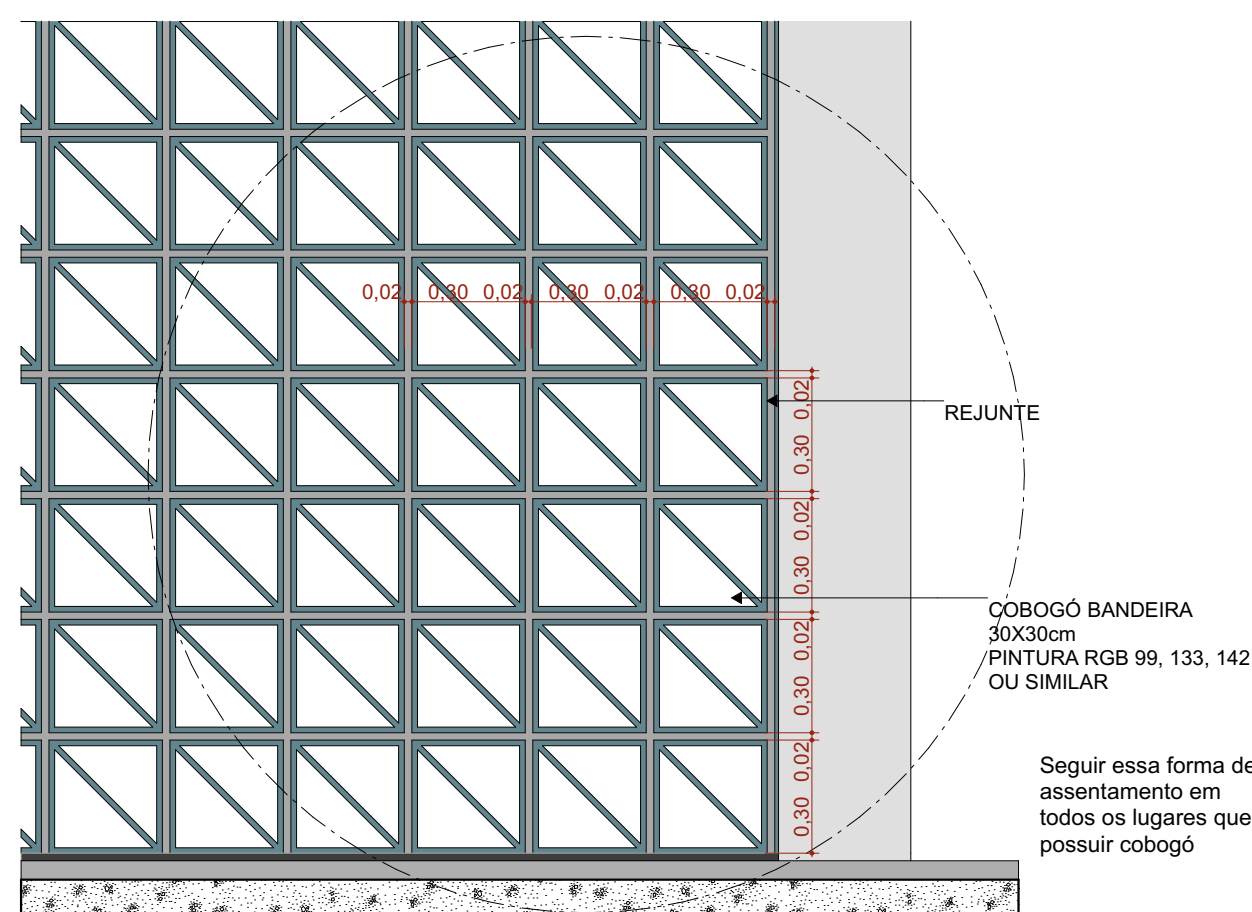 0,02 0,30 0,02 0,30 0,02 0,30 0,02
0,02
0,30
REJUNTE
0,02
0,30
COBOGÓ BANDEIRA
30X30cm
PINTURA RGB 99, 133, 142
OU SIMILAR
0,02
0,30
0,02
0,30
Seguir essa forma de
assentamento em
todos os lugares que
possuir cobogó